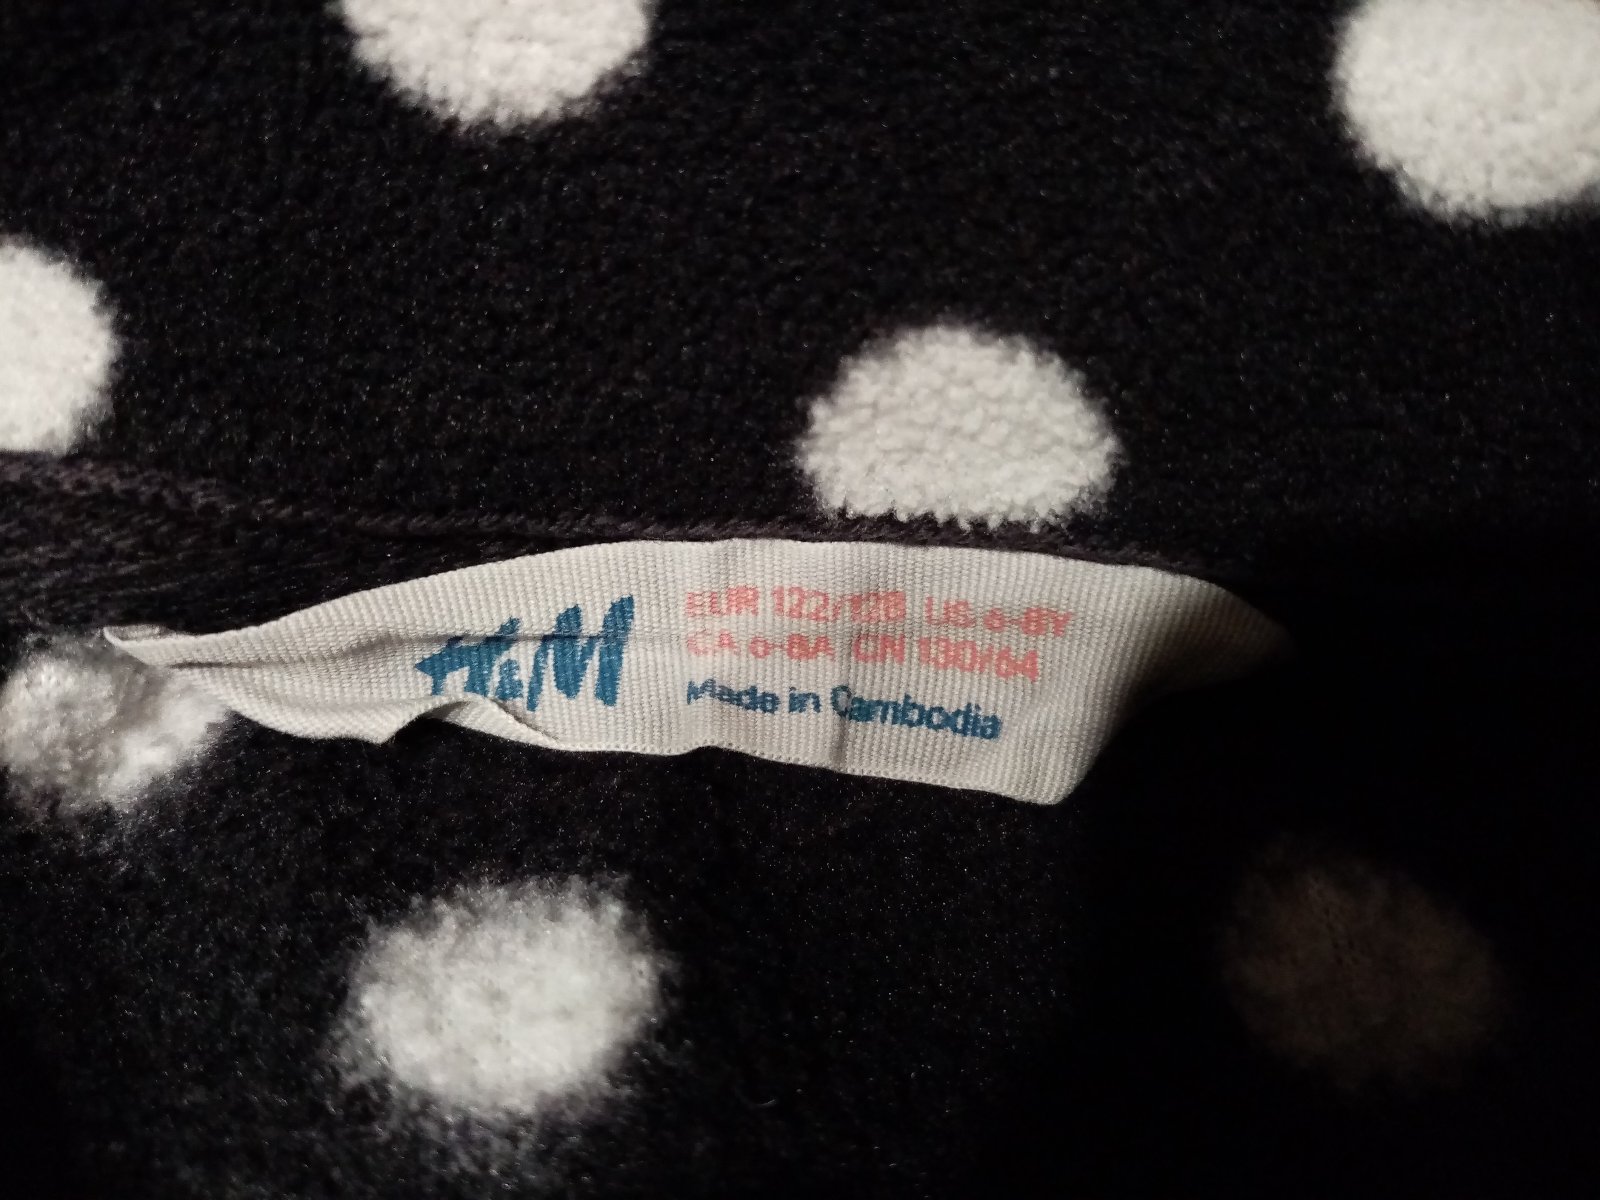 H&M
EUR 122/128 US 6-8Y
CA 6-8A CN 130/64
Made in Cambodia